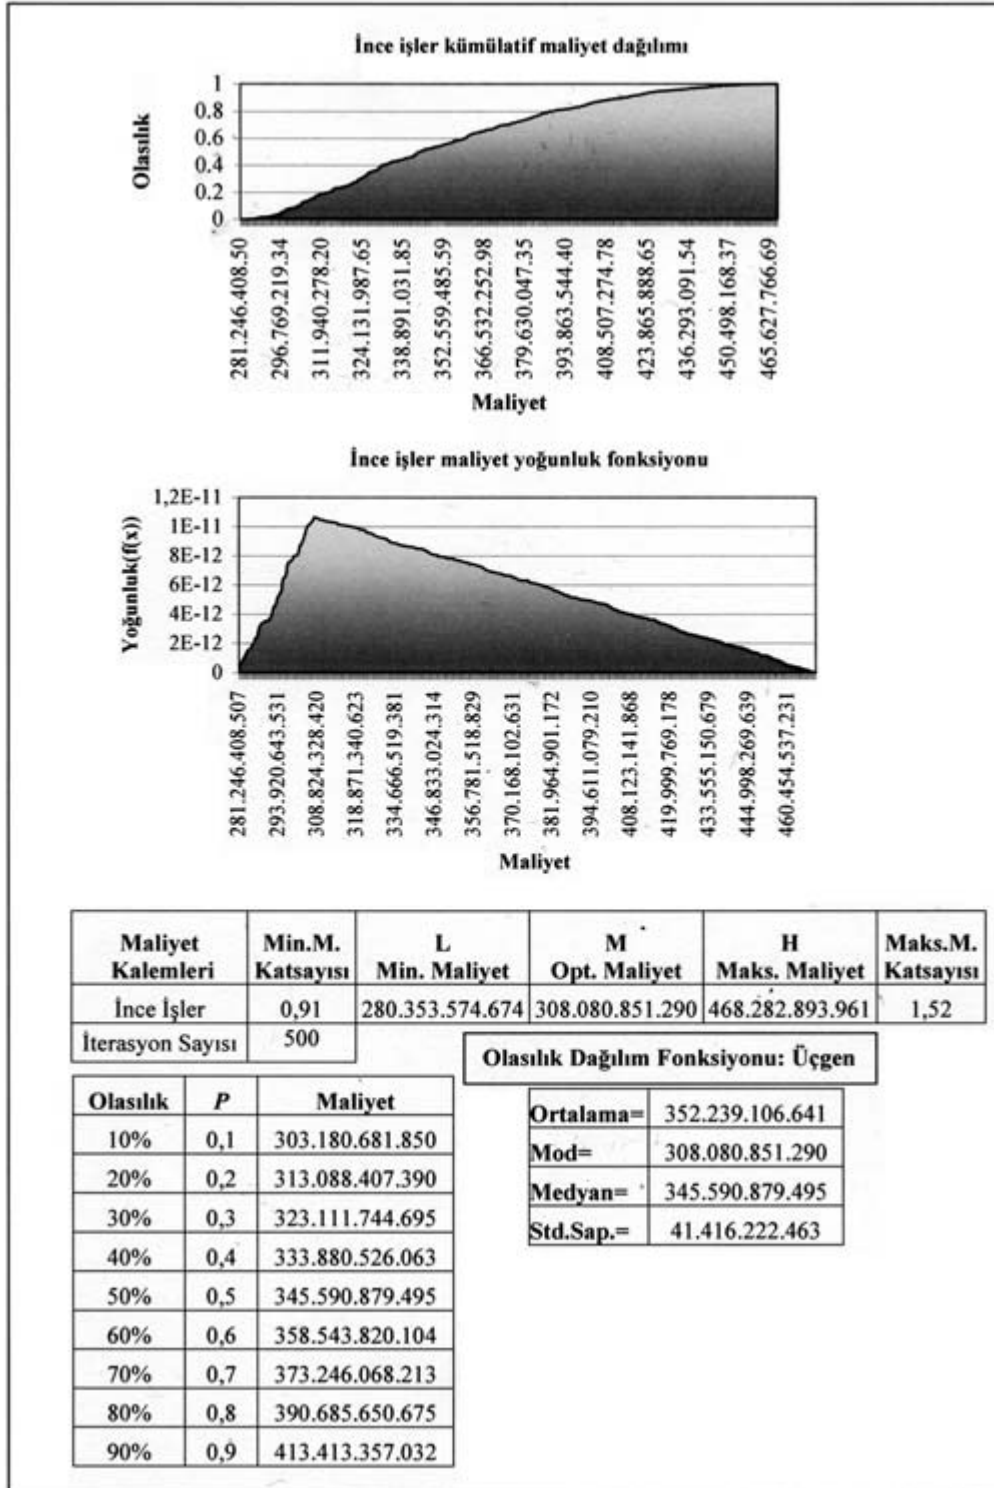 İnce işler kümülatif maliyet dağılımı
Olasılık
1
0.8
0.6
0.4
0.2
0
281.246.408.50
296.769.219.34
311.940.278.20
324.131.987.65
338.891.031.85
352.559.485.59
366.532.252.98
379.630.047.35
393.863.544.40
408.507.274.78
423.865.888.65
436.293.091.54
450.498.168.37
465.627.766.69
Maliyet
İnce işler maliyet yoğunluk fonksiyonu
Yoğunluk(f(x))
1,2E-11
1E-11
8E-12
6E-12
4E-12
2E-12
0
281.246.408.507
293.920.643.531
308.824.328.420
318.871.340.623
334.666.519.381
346.833.024.314
356.781.518.829
370.168.102.631
381.964.901.172
394.611.079.210
408.123.141.868
419.999.769.178
433.555.150.679
444.998.269.639
460.454.537.231
Maliyet
Maliyet Kalemleri Min.M. Katsayısı L Min. Maliyet M Opt. Maliyet H Maks. Maliyet Maks.M. Katsayısı
İnce İşler 0,91 280.353.574.674 308.080.851.290 468.282.893.961 1,52
İterasyon Sayısı 500
Olasılık Dağılım Fonksiyonu: Üçgen
Olasılık P Maliyet
10% 0,1 303.180.681.850
20% 0,2 313.088.407.390
30% 0,3 323.111.744.695
40% 0,4 333.880.526.063
50% 0,5 345.590.879.495
60% 0,6 358.543.820.104
70% 0,7 373.246.068.213
80% 0,8 390.685.650.675
90% 0,9 413.413.357.032
Ortalama= 352.239.106.641
Mod= 308.080.851.290
Medyan= 345.590.879.495
Std.Sap.= 41.416.222.463